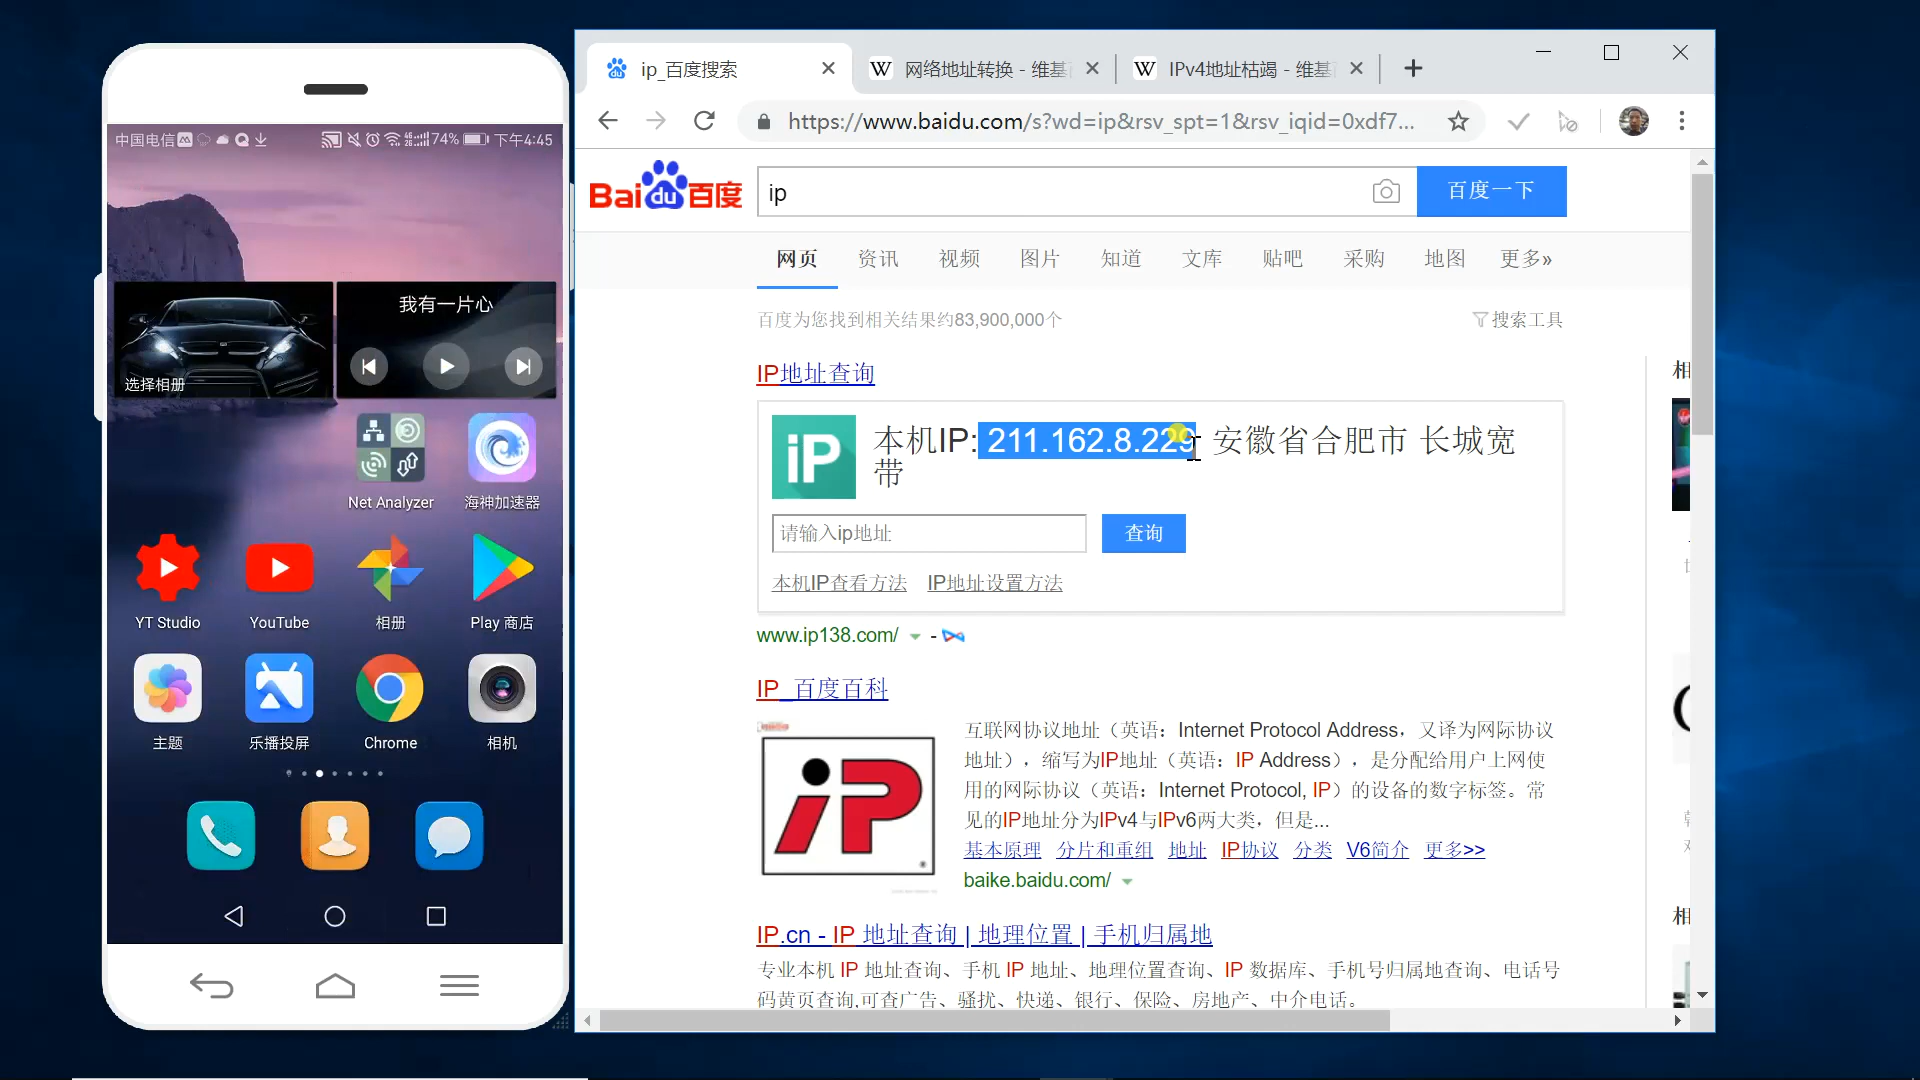 中国电信
74%
下午4:45
我有一片心
选择相册
Net Analyzer
海神加速器
YT Studio
YouTube
相册
Play 商店
主题
乐播投屏
Chrome
相机
ip_百度搜索
W 网络地址转换 - 维基
W IPv4地址枯竭 - 维基
https://www.baidu.com/s?wd=ip&rsv_spt=1&rsv_iqid=0xdf7...
Bai du 百度
ip
百度一下
网页 资讯 视频 图片 知道 文库 贴吧 采购 地图 更多»
百度为您找到相关结果约83,900,000个
搜索工具
IP地址查询
iP
本机IP: 211.162.8.229 安徽省合肥市 长城宽
带
请输入ip地址
查询
本机IP查看方法 IP地址设置方法
www.ip138.com/ -
IP_百度百科
iP
互联网协议地址（英语：Internet Protocol Address，又译为网际协议
地址），缩写为IP地址（英语：IP Address），是分配给用户上网使
用的网际协议（英语：Internet Protocol, IP）的设备的数字标签。常
见的IP地址分为IPv4与IPv6两大类，但是...
基本原理 分片和重组 地址 IP协议 分类 V6简介 更多>>
baike.baidu.com/
IP.cn - IP 地址查询 | 地理位置 | 手机归属地
专业本机 IP 地址查询、手机 IP 地址、地理位置查询、IP 数据库、手机号归属地查询、电话号
码黄页查询,可查广告、骚扰、快递、银行、保险、房地产、中介电话。
相
相